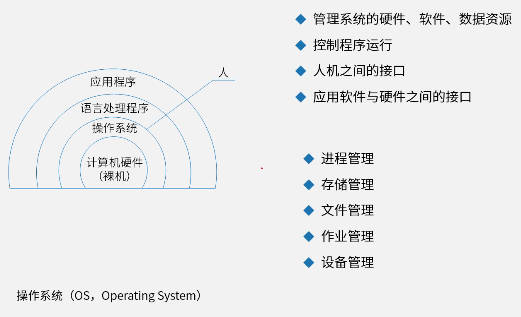 人
应用程序
语言处理程序
操作系统
计算机硬件
（裸机）
操作系统（OS，Operating System）
管理系统的硬件、软件、数据资源
控制程序运行
人机之间的接口
应用软件与硬件之间的接口
进程管理
存储管理
文件管理
作业管理
设备管理